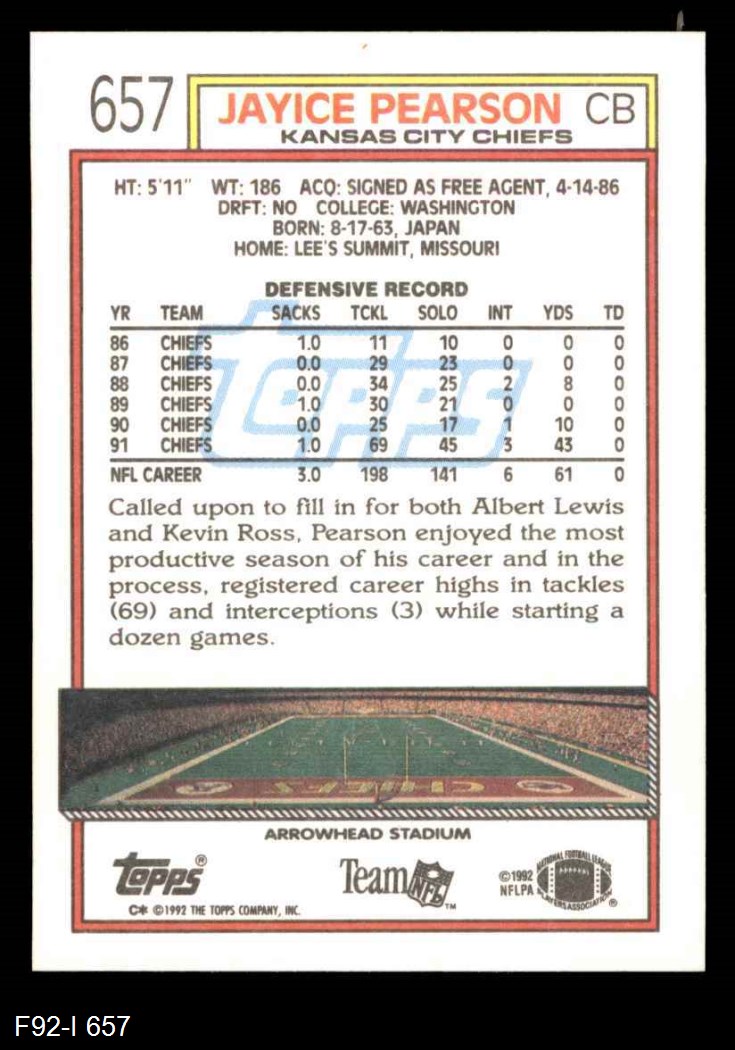 657 JAYICE PEARSON CB
KANSAS CITY CHIEFS
HT: 5'11" WT: 186 ACQ: SIGNED AS FREE AGENT, 4-14-86
DRFT: NO COLLEGE: WASHINGTON
BORN: 8-17-63, JAPAN
HOME: LEE'S SUMMIT, MISSOURI
DEFENSIVE RECORD
YR TEAM SACKS TCKL SOLO INT YDS TD
86 CHIEFS 1.0 11 10 0 0 0
87 CHIEFS 0.0 29 23 0 0 0
88 CHIEFS 0.0 34 25 2 8 0
89 CHIEFS 1.0 30 21 0 0 0
90 CHIEFS 0.0 25 17 1 10 0
91 CHIEFS 1.0 69 45 3 43 0
NFL CAREER 3.0 198 141 6 61 0
topps
Called upon to fill in for both Albert Lewis
and Kevin Ross, Pearson enjoyed the most
productive season of his career and in the
process, registered career highs in tackles
(69) and interceptions (3) while starting a
dozen games.
CHIEFS
ARROWHEAD STADIUM
topps®
C* ©1992 THE TOPPS COMPANY, INC.
Team NFL ™
©1992
NFLPA
NATIONAL FOOTBALL LEAGUE
PLAYERS ASSOCIATION ®
F92-I 657